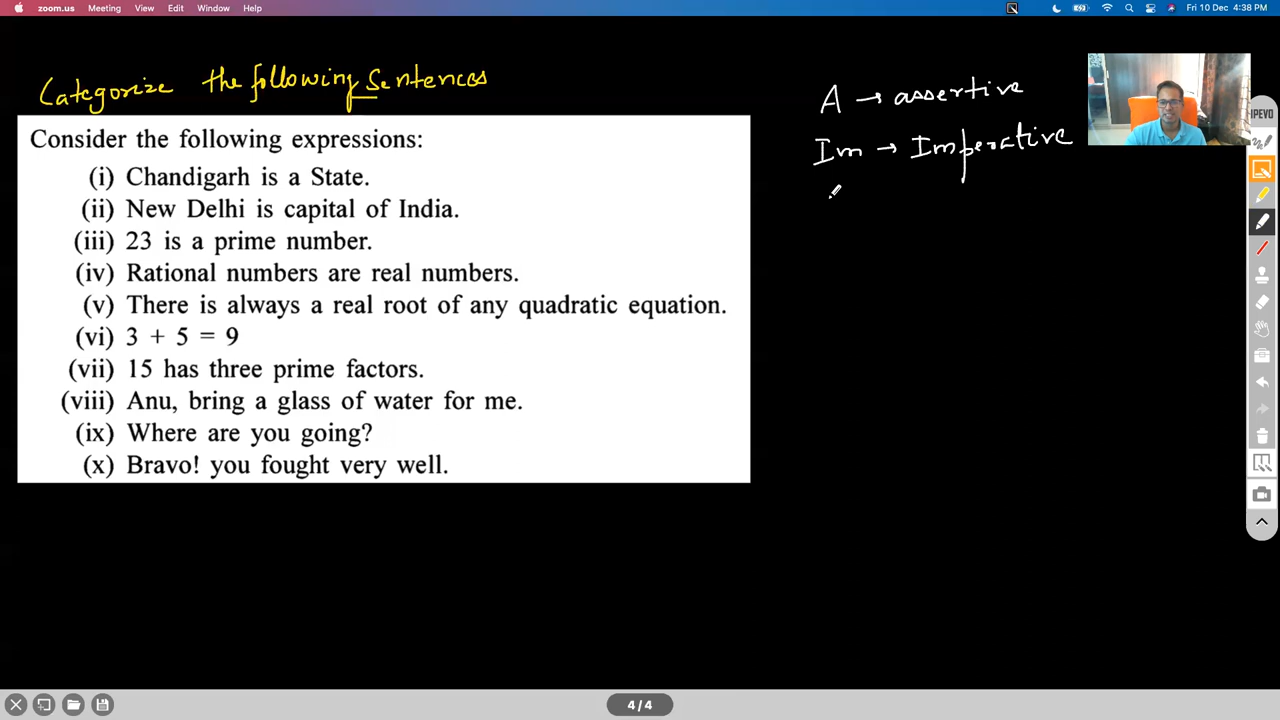 zoom.us Meeting View Edit Window Help Fri 10 Dec 4:38 PM
Categorize the following Sentences
A → assertive
Im → Imperative
IPEVO
Consider the following expressions:
(i) Chandigarh is a State.
(ii) New Delhi is capital of India.
(iii) 23 is a prime number.
(iv) Rational numbers are real numbers.
(v) There is always a real root of any quadratic equation.
(vi) 3 + 5 = 9
(vii) 15 has three prime factors.
(viii) Anu, bring a glass of water for me.
(ix) Where are you going?
(x) Bravo! you fought very well.
4/4